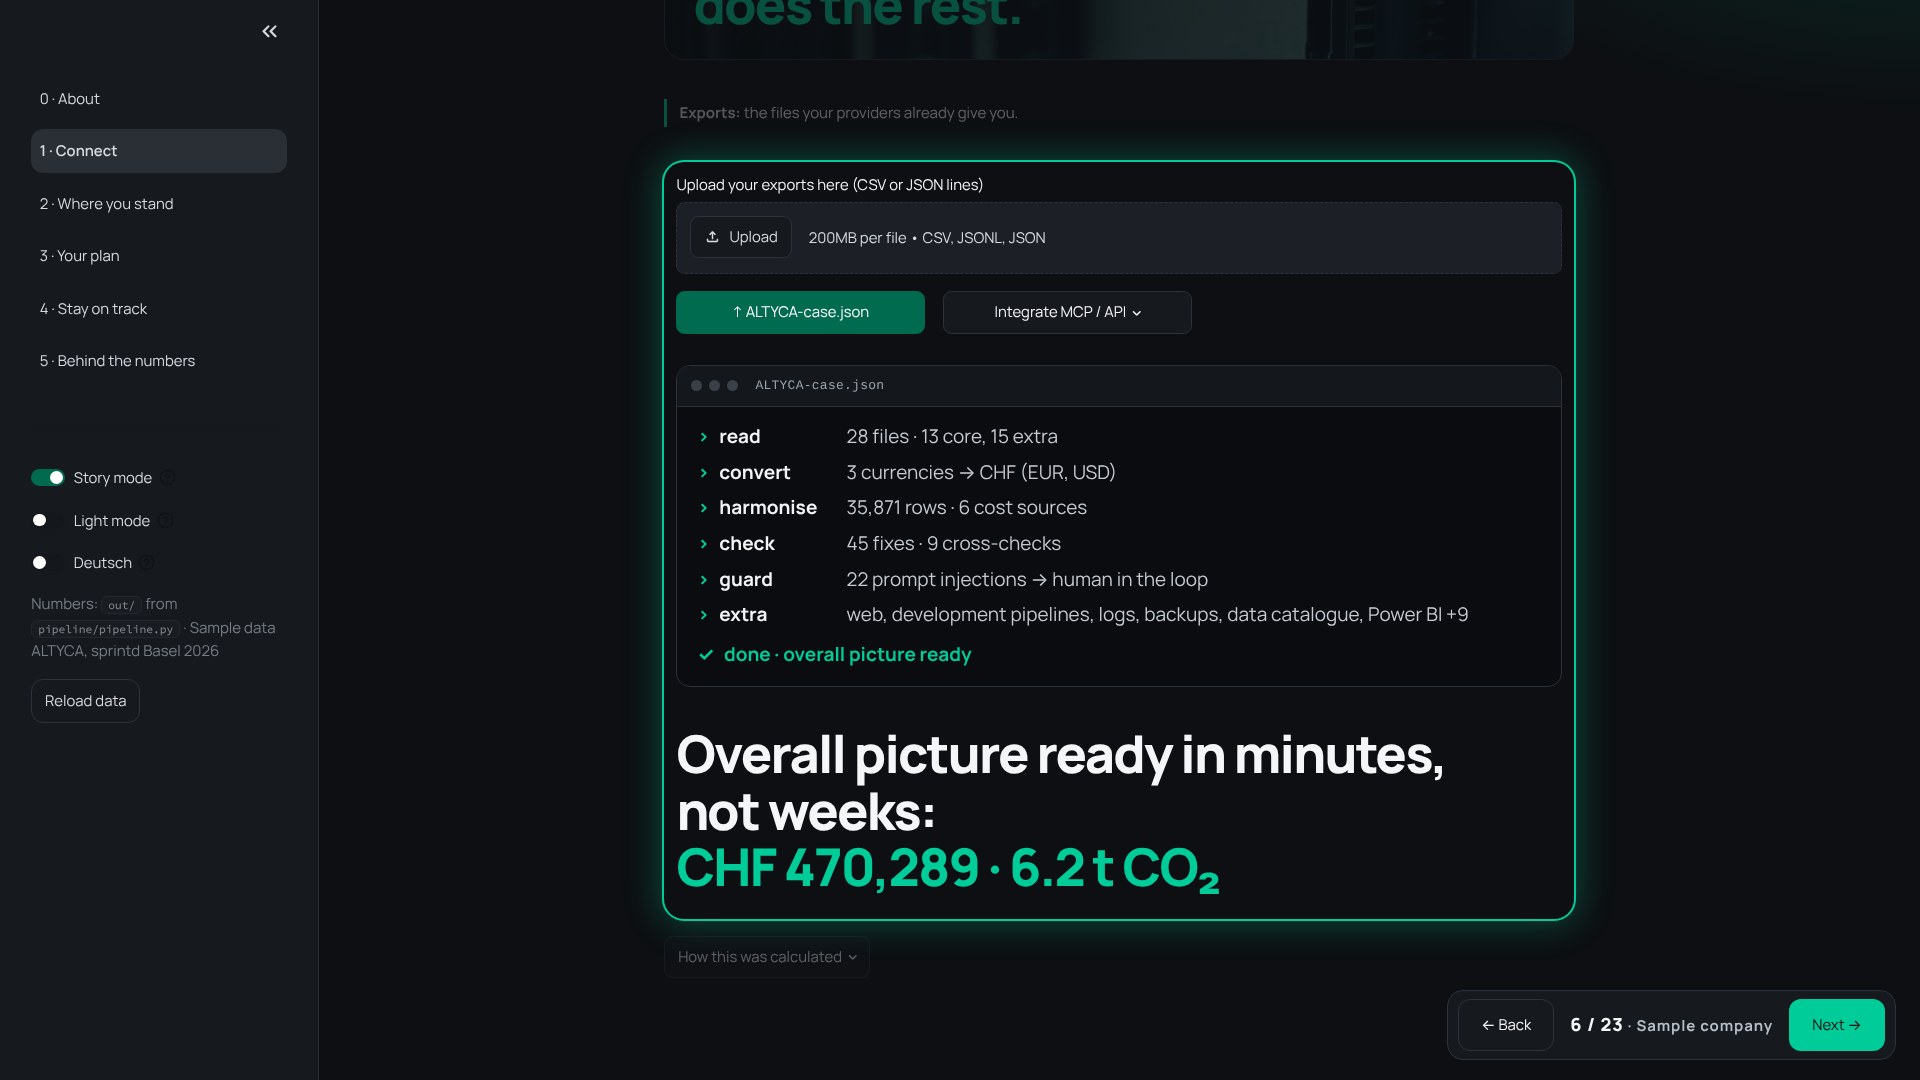 0 · About
1 · Connect
2 · Where you stand
3 · Your plan
4 · Stay on track
5 · Behind the numbers
Story mode
Light mode
Deutsch
Numbers: out/ from
pipeline/pipeline.py · Sample data
ALTYCA, sprintd Basel 2026
Reload data
does the rest.
Exports: the files your providers already give you.
Upload your exports here (CSV or JSON lines)
Upload 200MB per file • CSV, JSONL, JSON
↑ ALTYCA-case.json
Integrate MCP / API
ALTYCA-case.json
› read 28 files · 13 core, 15 extra
› convert 3 currencies → CHF (EUR, USD)
› harmonise 35,871 rows · 6 cost sources
› check 45 fixes · 9 cross-checks
› guard 22 prompt injections → human in the loop
› extra web, development pipelines, logs, backups, data catalogue, Power BI +9
✓ done · overall picture ready
Overall picture ready in minutes,
not weeks:
CHF 470,289 · 6.2 t CO₂
How this was calculated
← Back
6 / 23 · Sample company
Next →